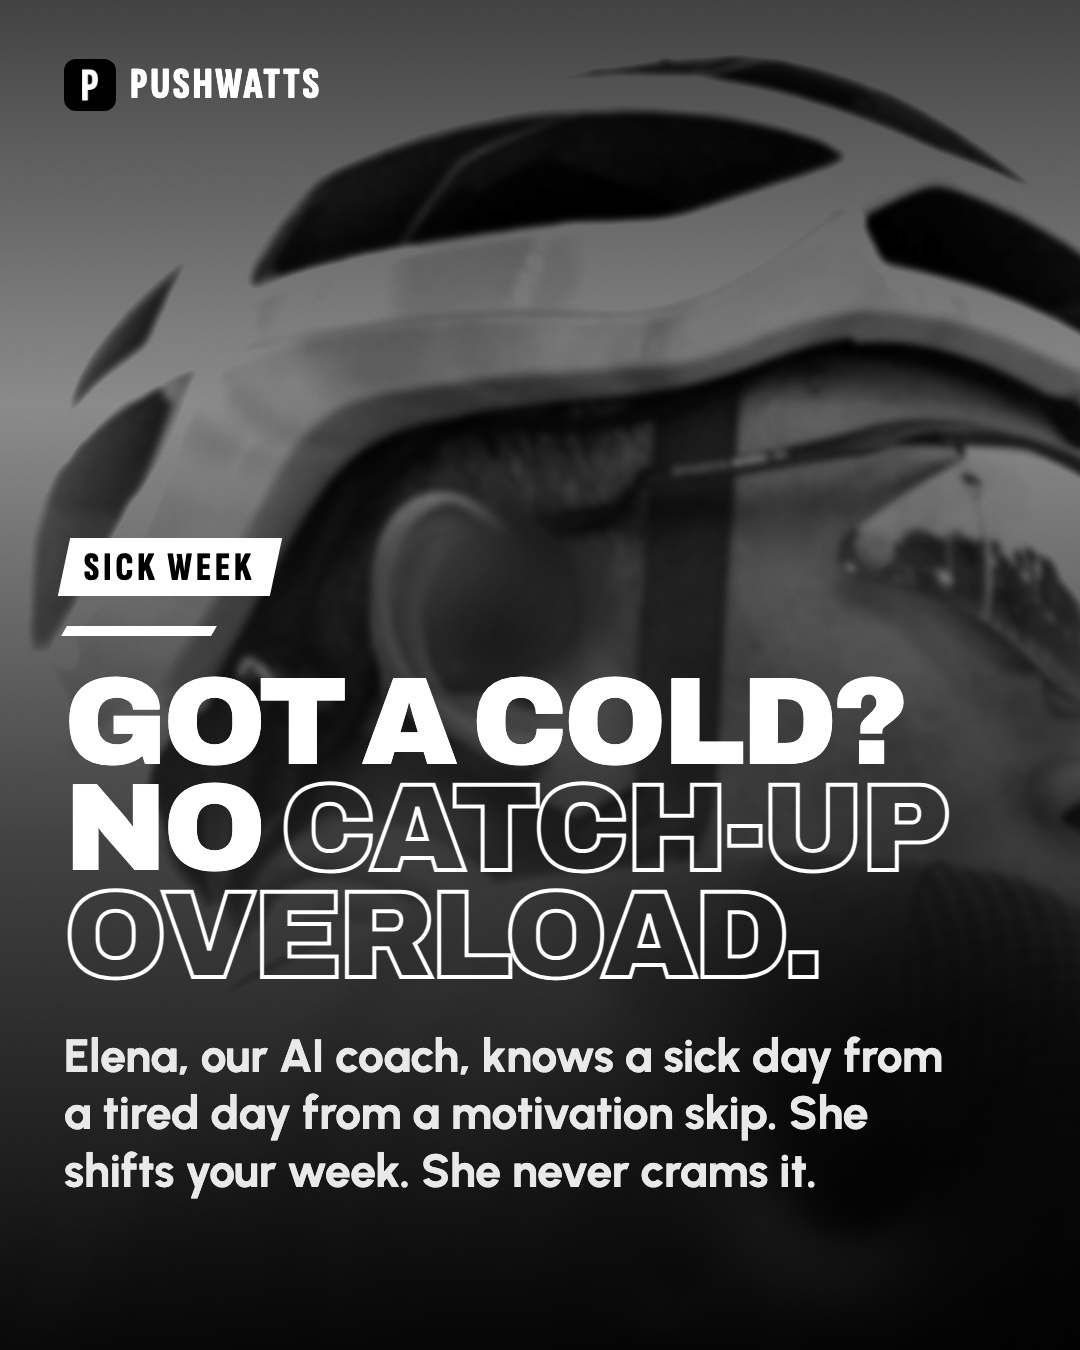 P PUSHWATTS
SICK WEEK
GOT A COLD?
NO CATCH-UP
OVERLOAD.
Elena, our AI coach, knows a sick day from
a tired day from a motivation skip. She
shifts your week. She never crams it.